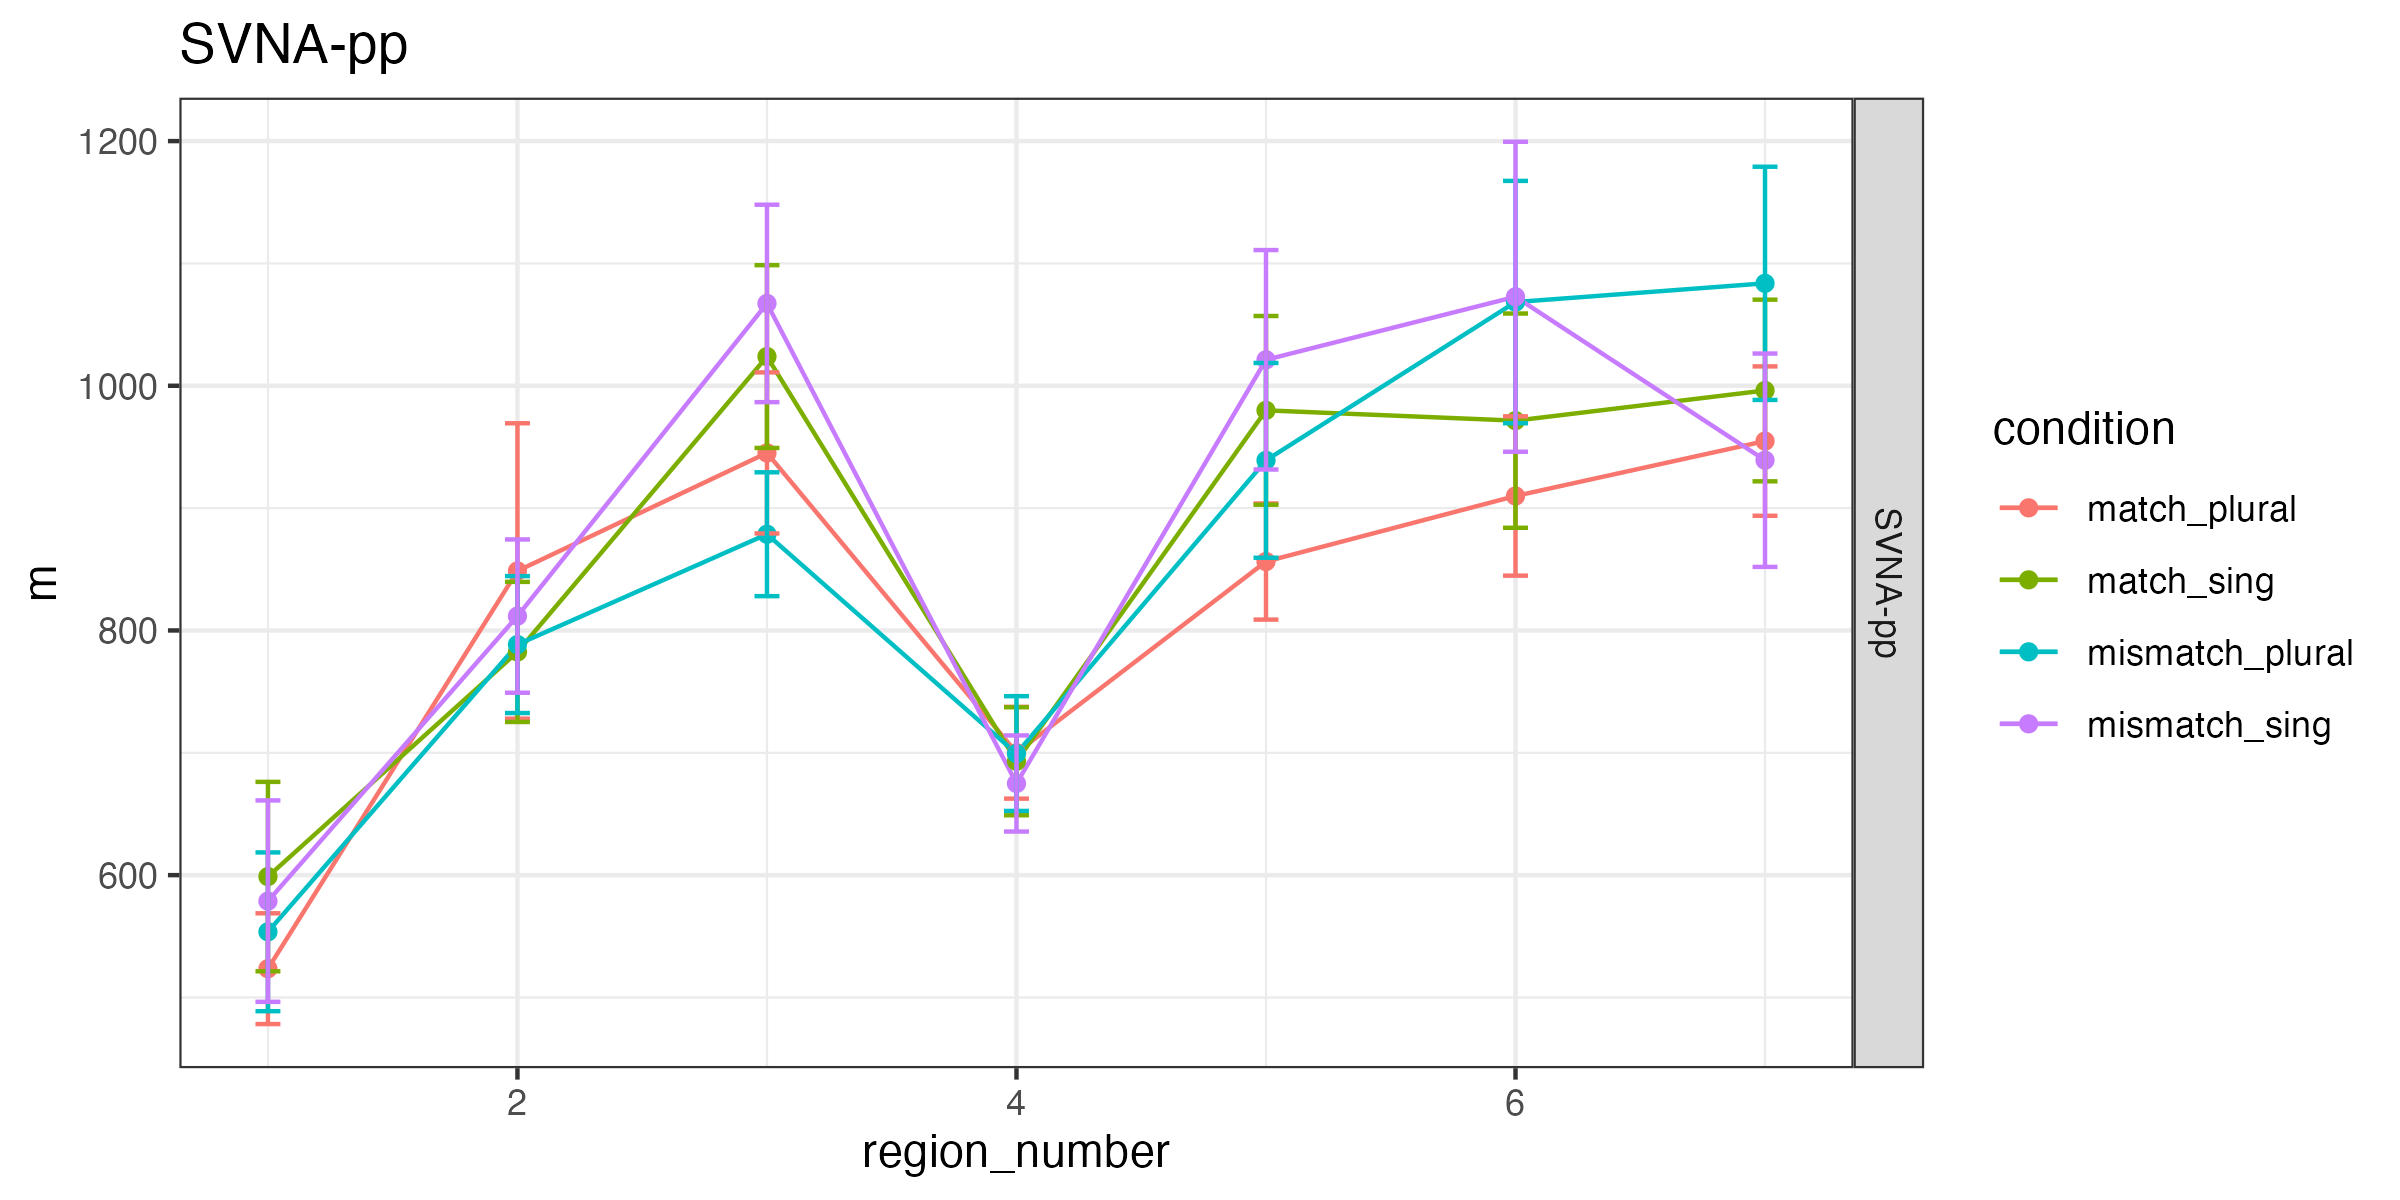 SVNA-pp
1200
1000
800
600
m
2
4
6
region_number
SVNA-pp
condition
match_plural
match_sing
mismatch_plural
mismatch_sing